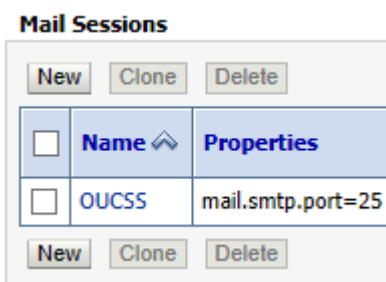 Mail Sessions
New Clone Delete
Name Properties
OUCSS mail.smtp.port=25
New Clone Delete